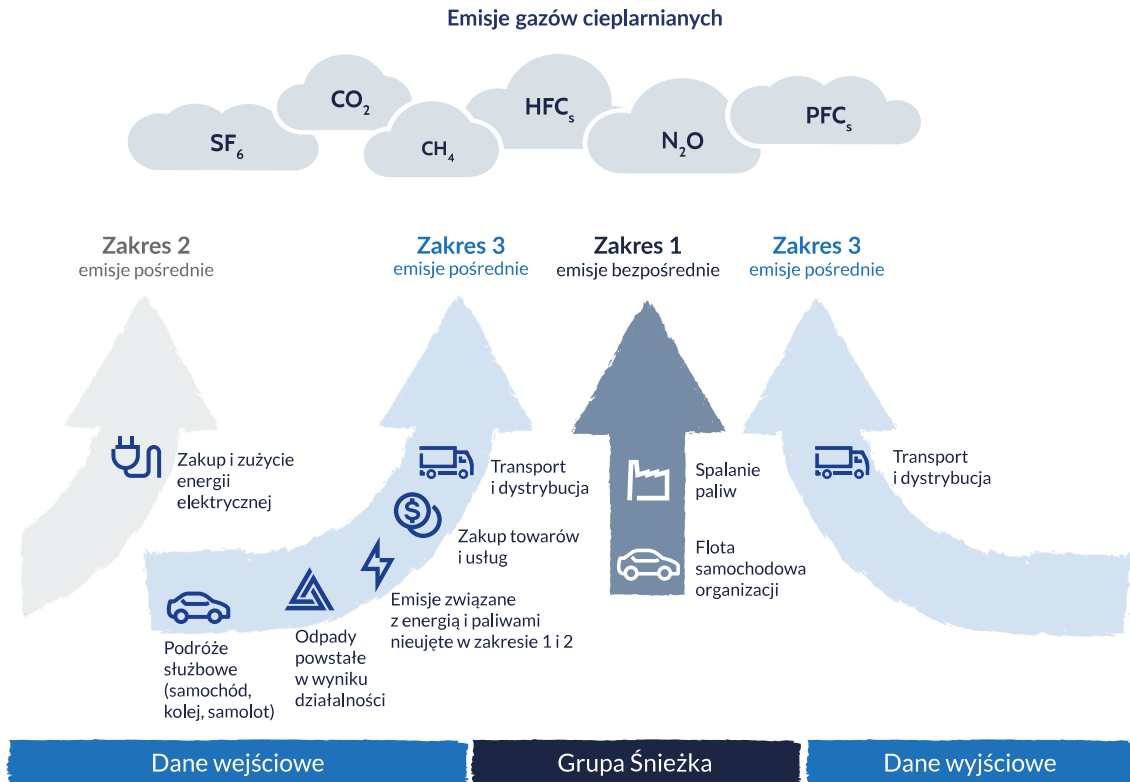 Emisje gazów cieplarnianych
SF₆
CO₂
CH₄
HFCₛ
N₂O
PFCₛ
Zakres 2
emisje pośrednie
Zakres 3
emisje pośrednie
Zakres 1
emisje bezpośrednie
Zakres 3
emisje pośrednie
Zakup i zużycie
energii
elektrycznej
Transport
i dystrybucja
Zakup towarów
i usług
Emisje związane
z energią i paliwami
nieujęte w zakresie 1 i 2
Odpady
powstałe
w wyniku
działalności
Podróże
służbowe
(samochód,
kolej, samolot)
Spalanie
paliw
Flota
samochodowa
organizacji
Transport
i dystrybucja
Dane wejściowe
Grupa Śnieżka
Dane wyjściowe